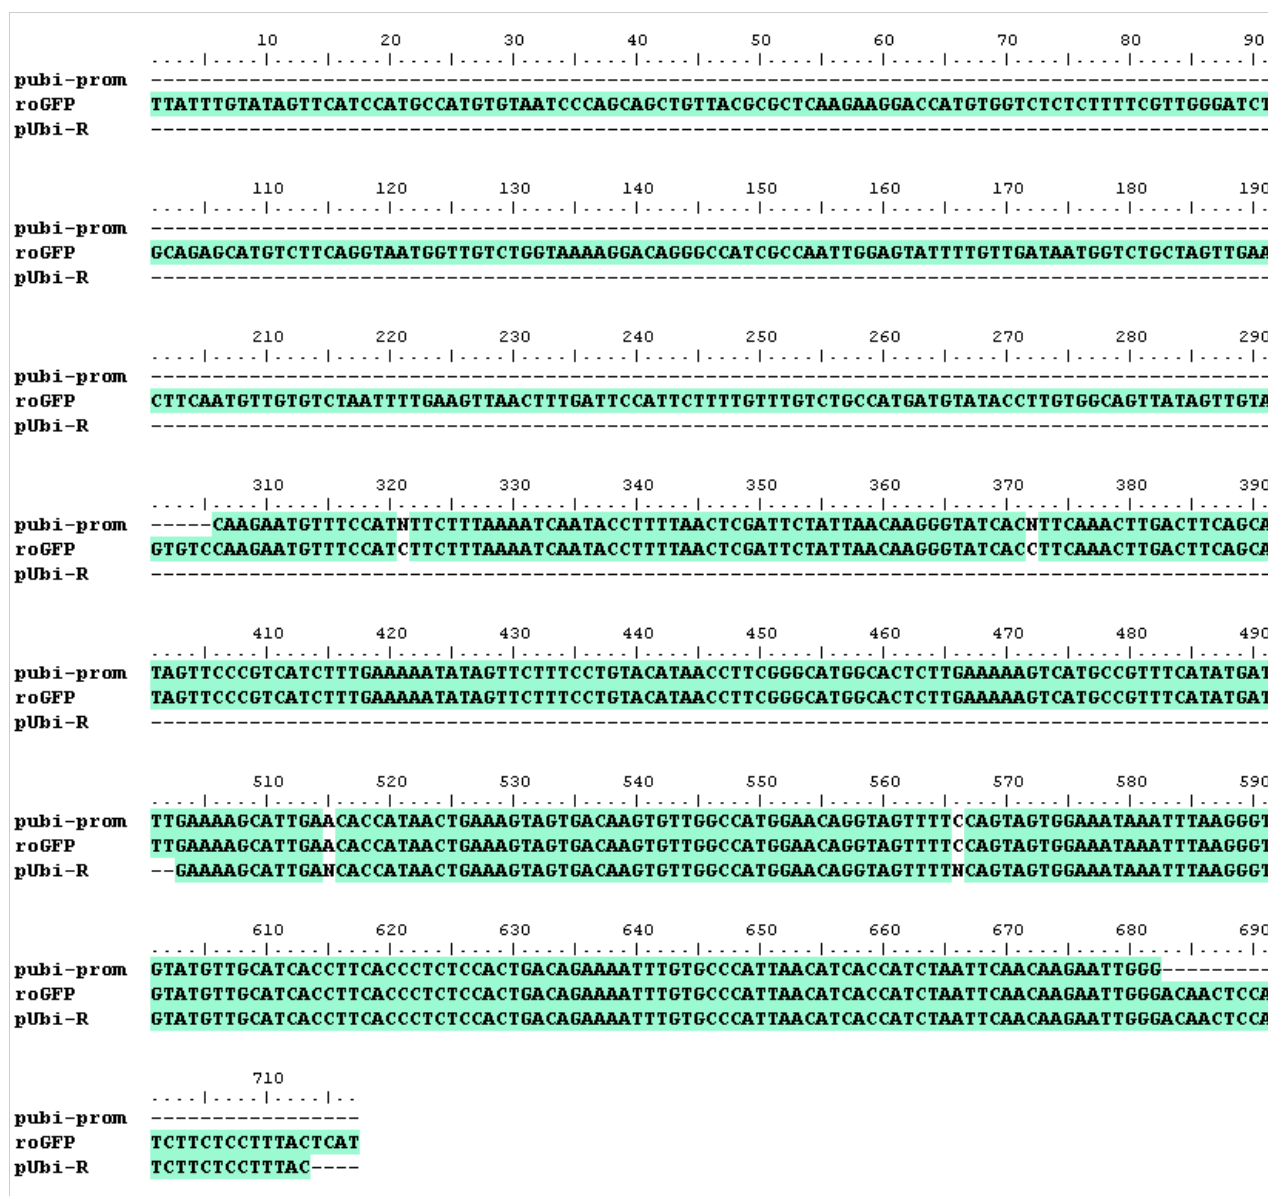 10 20 30 40 50 60 70 80 90
....|....|....|....|....|....|....|....|....|....|....|....|....|....|....|....|....|....|.
pubi-prom -------------------------------------------------------------------------------------------
roGFP TTATTTGTATAGTTCATCCATGCCATGTGTAATCCCAGCAGCTGTTACGCGCTCAAGAAGGACCATGTGGTCTCTCTTTTCGTTGGGATCT
pUbi-R -------------------------------------------------------------------------------------------
110 120 130 140 150 160 170 180 190
....|....|....|....|....|....|....|....|....|....|....|....|....|....|....|....|....|....|.
pubi-prom -------------------------------------------------------------------------------------------
roGFP GCAGAGCATGTCTTCAGGTAATGGTTGTCTGGTAAAAGGACAGGGCCATCGCCAATTGGAGTATTTTGTTGATAATGGTCTGCTAGTTGAA
pUbi-R -------------------------------------------------------------------------------------------
210 220 230 240 250 260 270 280 290
....|....|....|....|....|....|....|....|....|....|....|....|....|....|....|....|....|....|.
pubi-prom -------------------------------------------------------------------------------------------
roGFP CTTCAATGTTGTGTCTAATTTTGAAGTTAACTTTGATTCCATTCTTTTGTTTGTCTGCCATGATGTATACCTTGTGGCAGTTATAGTTGTA
pUbi-R -------------------------------------------------------------------------------------------
310 320 330 340 350 360 370 380 390
....|....|....|....|....|....|....|....|....|....|....|....|....|....|....|....|....|....|.
pubi-prom -----CAAGAATGTTTCCATNTTCTTTAAAATCAATACCTTTTAACTCGATTCTATTAACAAGGGTATCACNTTCAAACTTGACTTCAGCA
roGFP GTGTCCAAGAATGTTTCCATCTTCTTTAAAATCAATACCTTTTAACTCGATTCTATTAACAAGGGTATCACCTTCAAACTTGACTTCAGCA
pUbi-R -------------------------------------------------------------------------------------------
410 420 430 440 450 460 470 480 490
....|....|....|....|....|....|....|....|....|....|....|....|....|....|....|....|....|....|.
pubi-prom TAGTTCCCGTCATCTTTGAAAAATATAGTTCTTTCCTGTACATAACCTTCGGGCATGGCACTCTTGAAAAAGTCATGCCGTTTCATATGAT
roGFP TAGTTCCCGTCATCTTTGAAAAATATAGTTCTTTCCTGTACATAACCTTCGGGCATGGCACTCTTGAAAAAGTCATGCCGTTTCATATGAT
pUbi-R -------------------------------------------------------------------------------------------
510 520 530 540 550 560 570 580 590
....|....|....|....|....|....|....|....|....|....|....|....|....|....|....|....|....|....|.
pubi-prom TTGAAAAGCATTGAACACCATAACTGAAAGTAGTGACAAGTGTTGGCCATGGAACAGGTAGTTTTCCAGTAGTGGAAATAAATTTAAGGGT
roGFP TTGAAAAGCATTGAACACCATAACTGAAAGTAGTGACAAGTGTTGGCCATGGAACAGGTAGTTTTCCAGTAGTGGAAATAAATTTAAGGGT
pUbi-R --GAAAAGCATTGANCACCATAACTGAAAGTAGTGACAAGTGTTGGCCATGGAACAGGTAGTTTTNCAGTAGTGGAAATAAATTTAAGGGT
610 620 630 640 650 660 670 680 690
....|....|....|....|....|....|....|....|....|....|....|....|....|....|....|....|....|....|.
pubi-prom GTATGTTGCATCACCTTCACCCTCTCCACTGACAGAAAATTTGTGCCCATTAACATCACCATCTAATTCAACAAGAATTGGG---------
roGFP GTATGTTGCATCACCTTCACCCTCTCCACTGACAGAAAATTTGTGCCCATTAACATCACCATCTAATTCAACAAGAATTGGGACAACTCCA
pUbi-R GTATGTTGCATCACCTTCACCCTCTCCACTGACAGAAAATTTGTGCCCATTAACATCACCATCTAATTCAACAAGAATTGGGACAACTCCA
710
....|....|....|..
pubi-prom -----------------
roGFP TCTTCTCCTTTACTCAT
pUbi-R TCTTCTCCTTTAC----